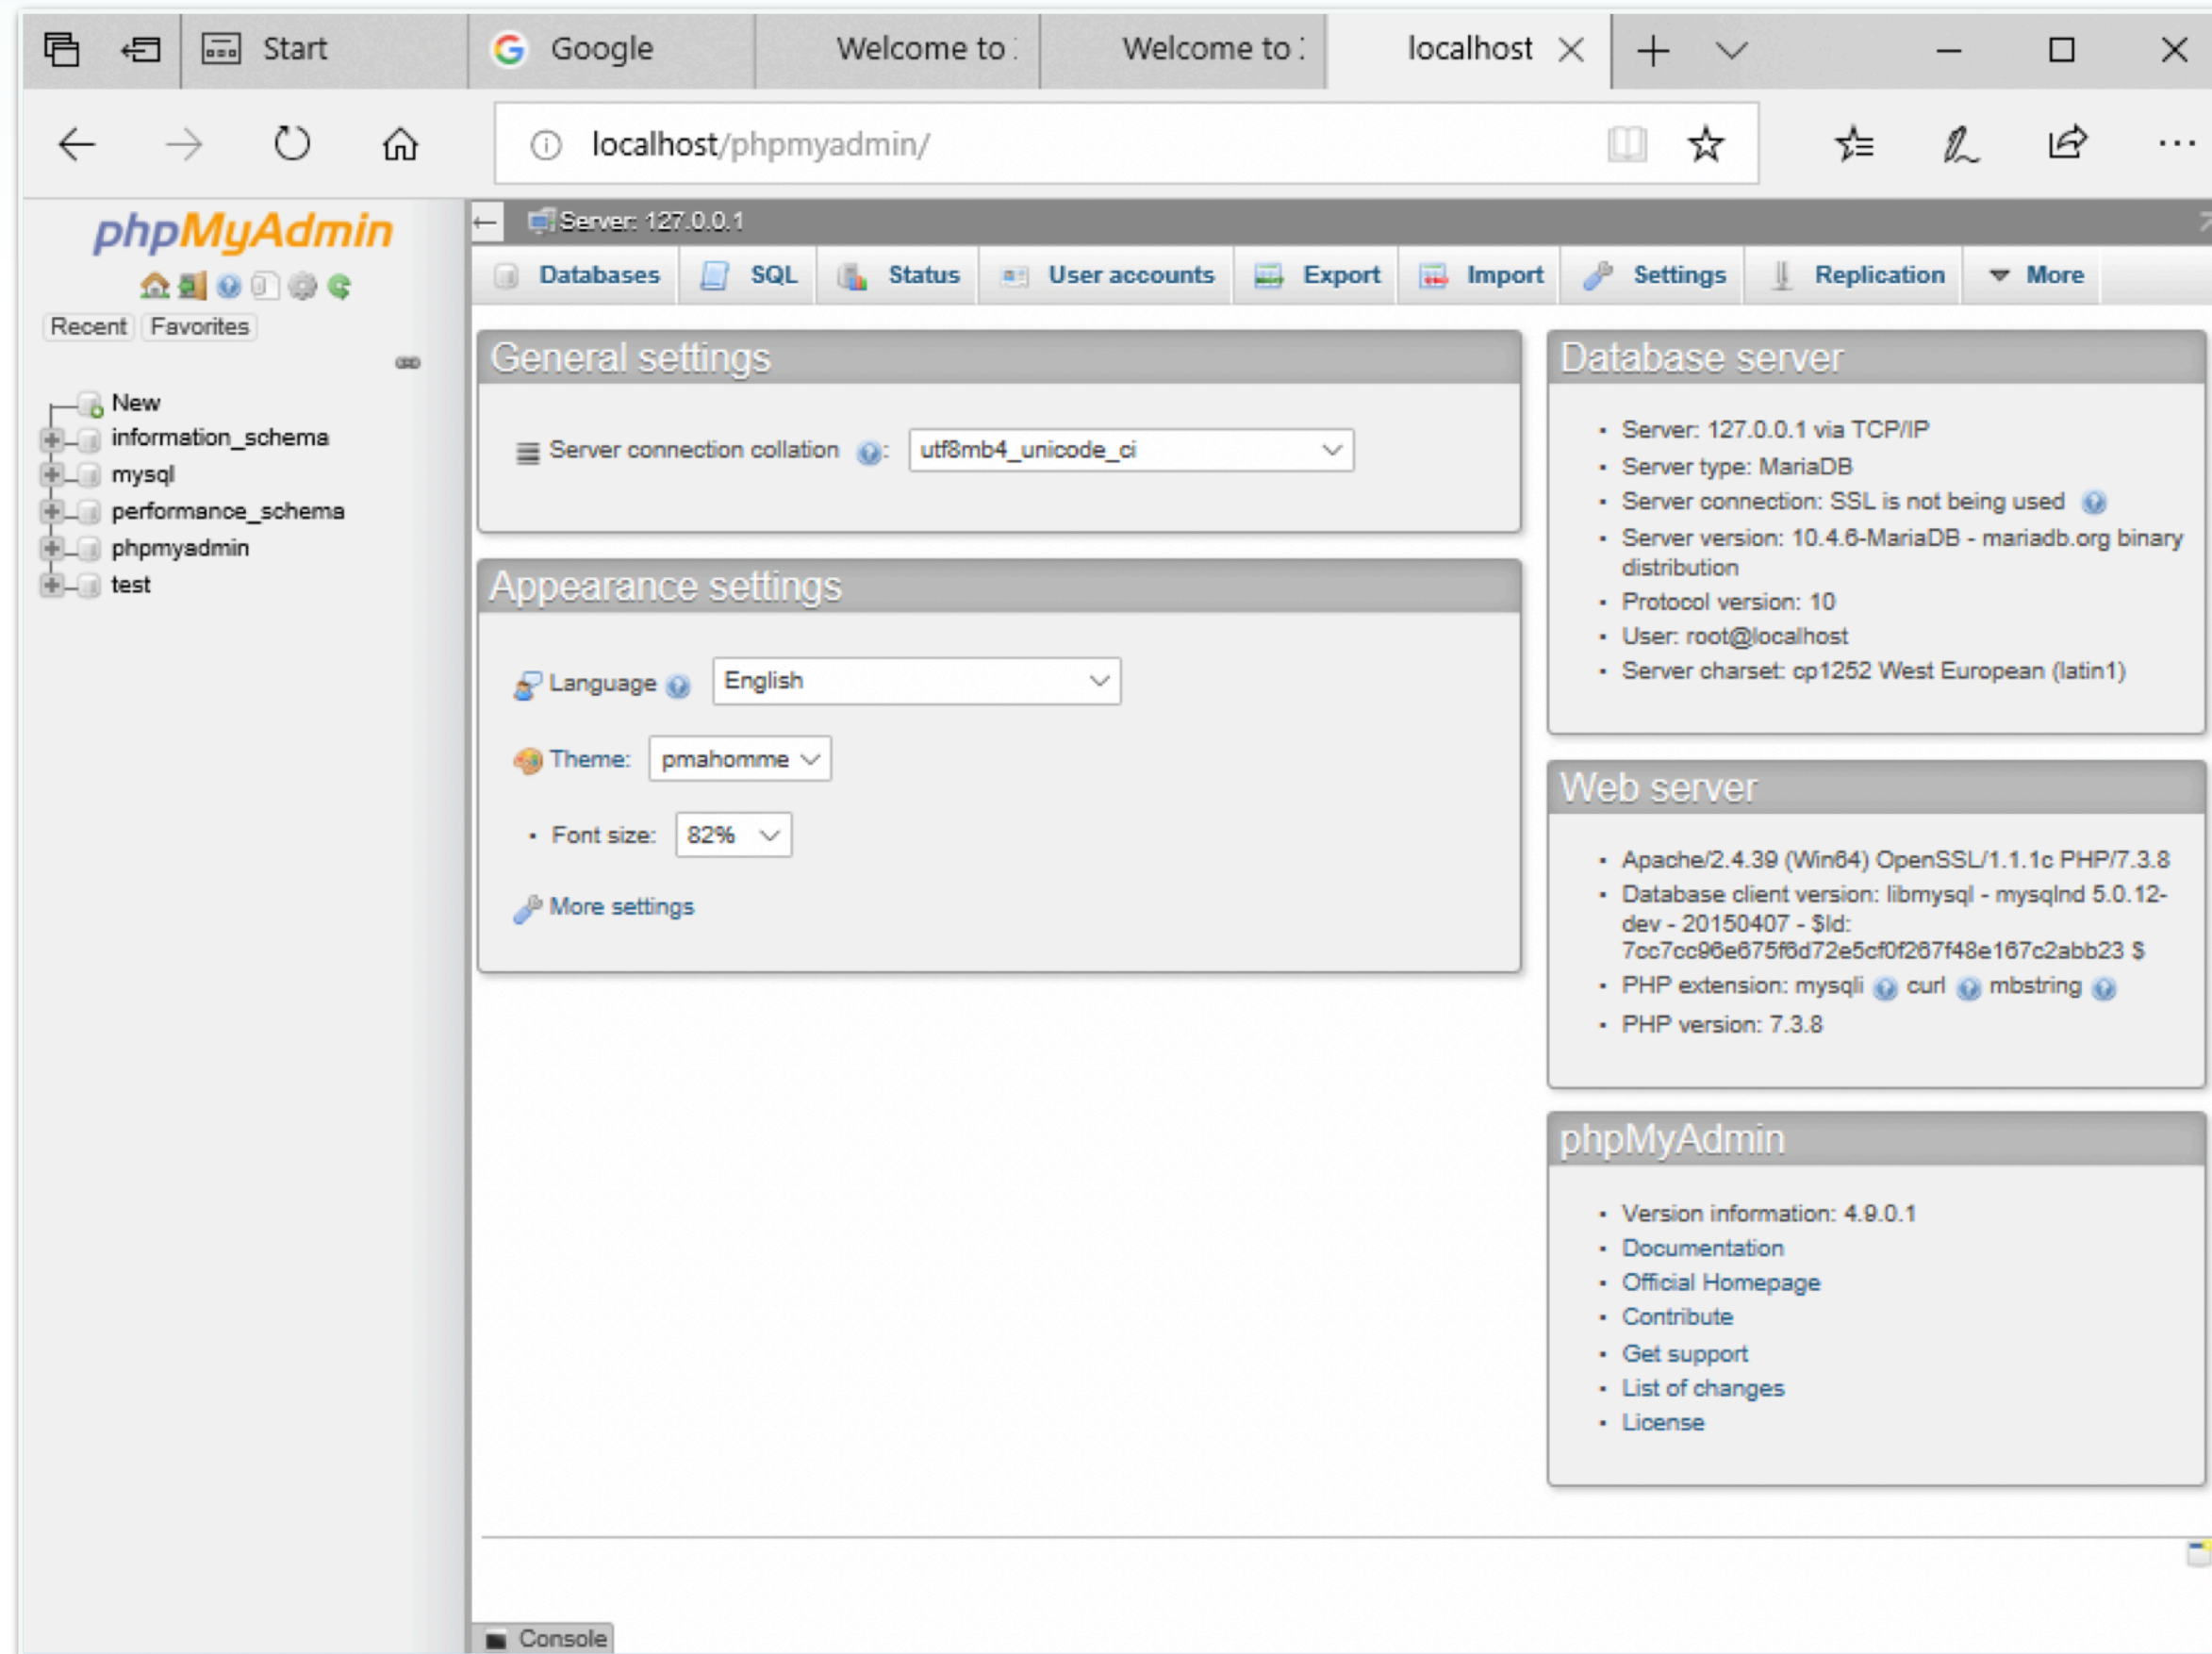 Start
Google
Welcome to
Welcome to
localhost
localhost/phpmyadmin/
phpMyAdmin
Recent Favorites
New
information_schema
mysql
performance_schema
phpmyadmin
test
Server: 127.0.0.1
Databases SQL Status User accounts Export Import Settings Replication More
General settings
Server connection collation : utf8mb4_unicode_ci
Appearance settings
Language English
Theme: pmahomme
Font size: 82%
More settings
Database server
Server: 127.0.0.1 via TCP/IP
Server type: MariaDB
Server connection: SSL is not being used
Server version: 10.4.6-MariaDB - mariadb.org binary
distribution
Protocol version: 10
User: root@localhost
Server charset: cp1252 West European (latin1)
Web server
Apache/2.4.39 (Win64) OpenSSL/1.1.1c PHP/7.3.8
Database client version: libmysql - mysqlnd 5.0.12-
dev - 20150407 - $Id:
7cc7cc96e675f6d72e5cf0f267f48e167c2abb23 $
PHP extension: mysqli curl mbstring
PHP version: 7.3.8
phpMyAdmin
Version information: 4.9.0.1
Documentation
Official Homepage
Contribute
Get support
List of changes
License
Console